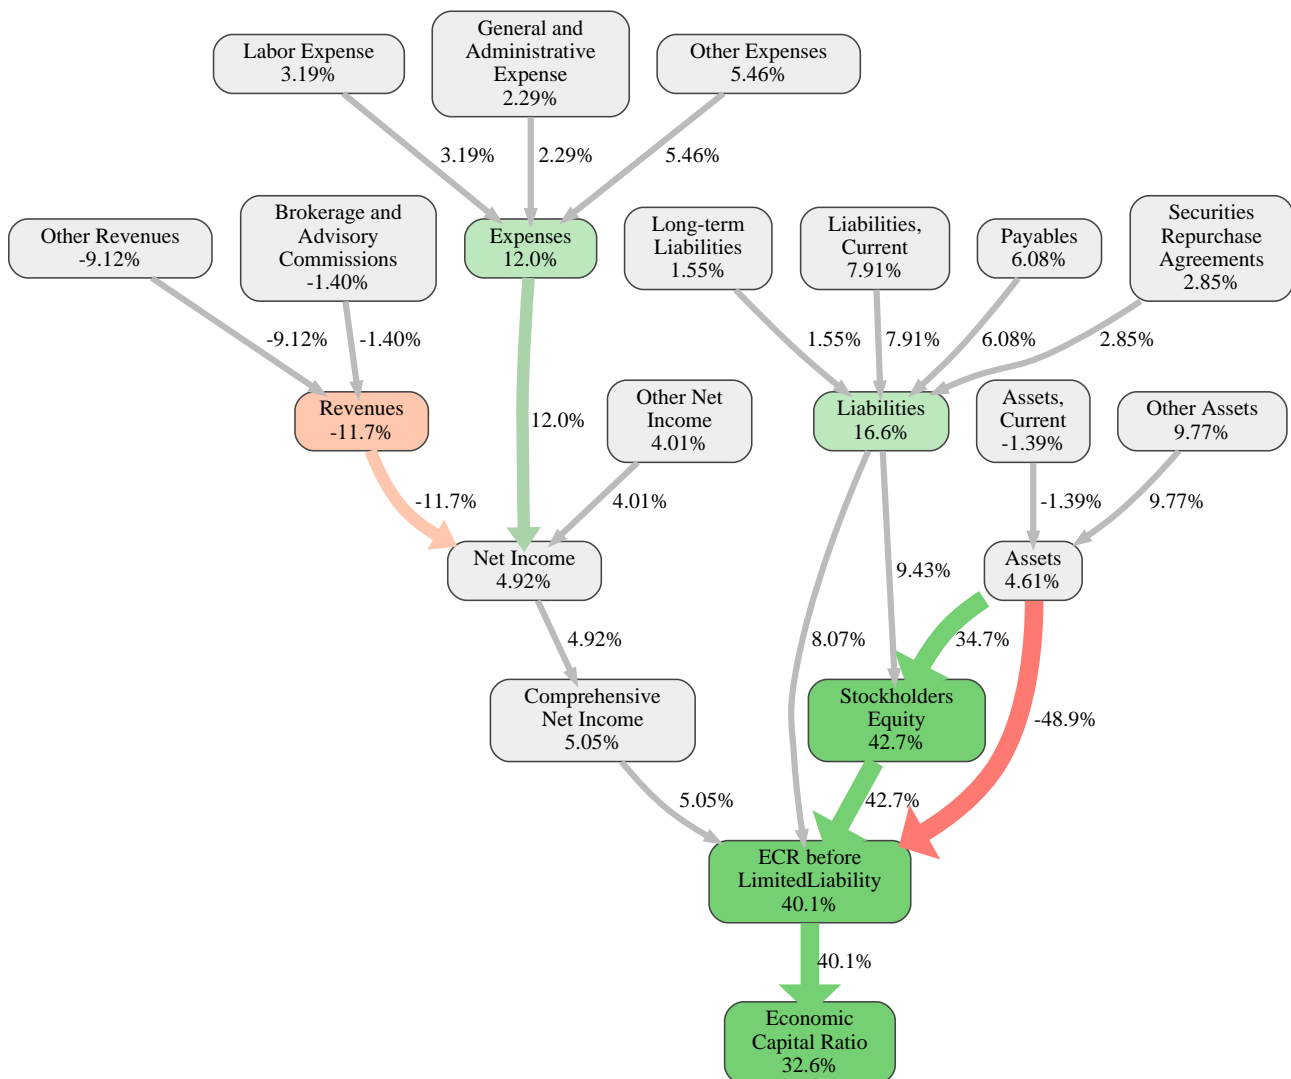 General and
Administrative
Expense
2.29%
Labor Expense
3.19%
Other Expenses
5.46%
3.19%
2.29%
5.46%
Other Revenues
-9.12%
Brokerage and
Advisory
Commissions
-1.40%
Expenses
12.0%
Long-term
Liabilities
1.55%
Liabilities,
Current
7.91%
Payables
6.08%
Securities
Repurchase
Agreements
2.85%
-9.12%
-1.40%
1.55%
7.91%
6.08%
2.85%
Revenues
-11.7%
12.0%
Other Net
Income
4.01%
Liabilities
16.6%
Assets,
Current
-1.39%
Other Assets
9.77%
-11.7%
4.01%
-1.39%
9.77%
Net Income
4.92%
9.43%
Assets
4.61%
4.92%
8.07%
34.7%
Comprehensive
Net Income
5.05%
Stockholders
Equity
42.7%
-48.9%
5.05%
42.7%
ECR before
LimitedLiability
40.1%
40.1%
Economic
Capital Ratio
32.6%